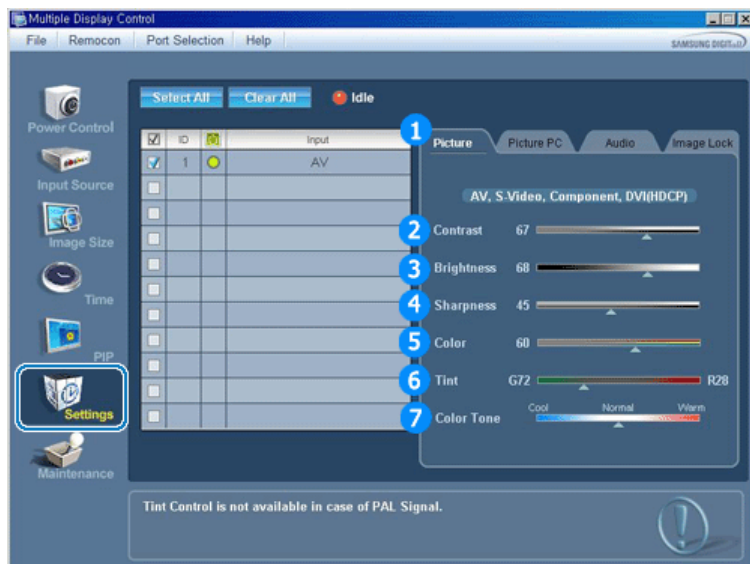 Multiple Display Control
File Remocon Port Selection Help
SAMSUNG DIGITall
Select All Clear All Idle
Power Control
Input Source
Image Size
Time
PIP
Settings
Maintenance
ID Input
1 AV
1 Picture Picture PC Audio Image Lock
AV, S-Video, Component, DVI(HDCP)
2 Contrast 67
3 Brightness 68
4 Sharpness 45
5 Color 60
6 Tint G72 R28
Cool Normal Warm
7 Color Tone
Tint Control is not available in case of PAL Signal.